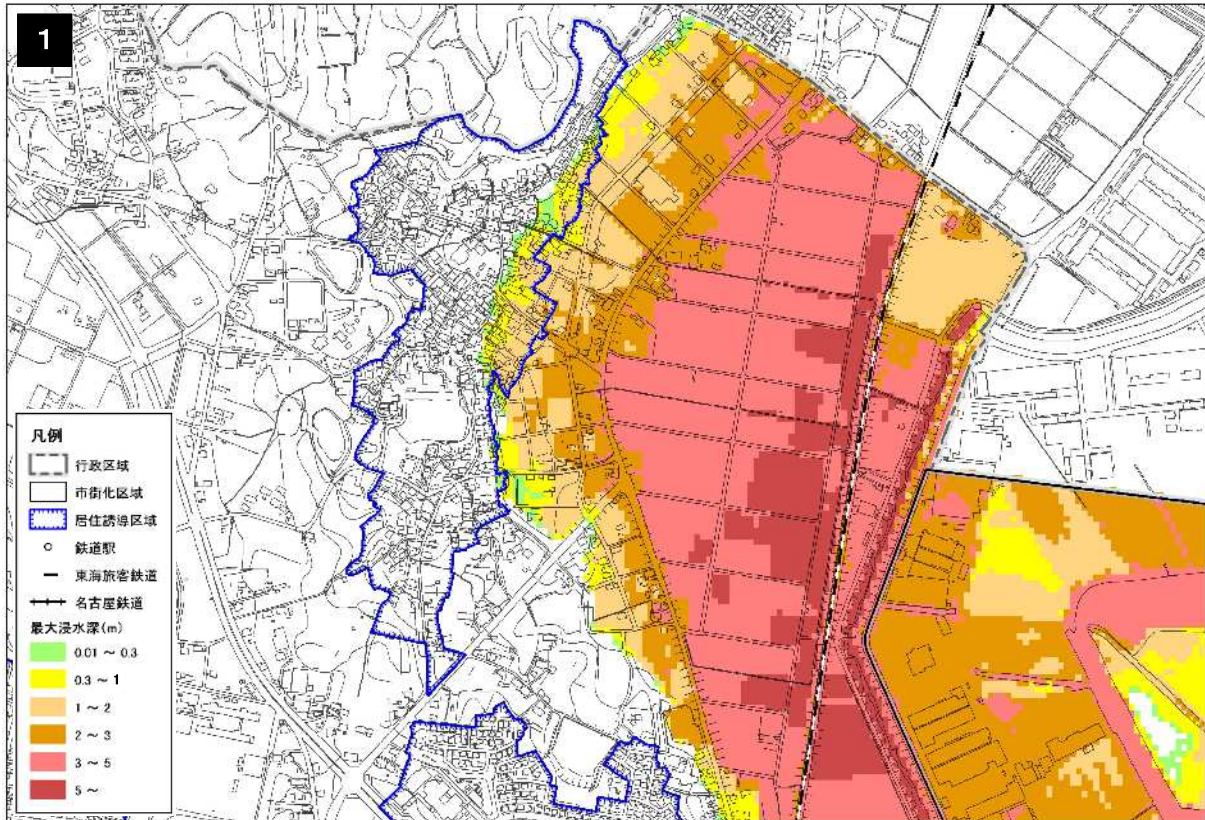 1
凡例
行政区域
市街化区域
居住誘導区域
鉄道駅
東海旅客鉄道
名古屋鉄道
最大浸水深(m)
0.01 ~ 0.3
0.3 ~ 1
1 ~ 2
2 ~ 3
3 ~ 5
5 ~